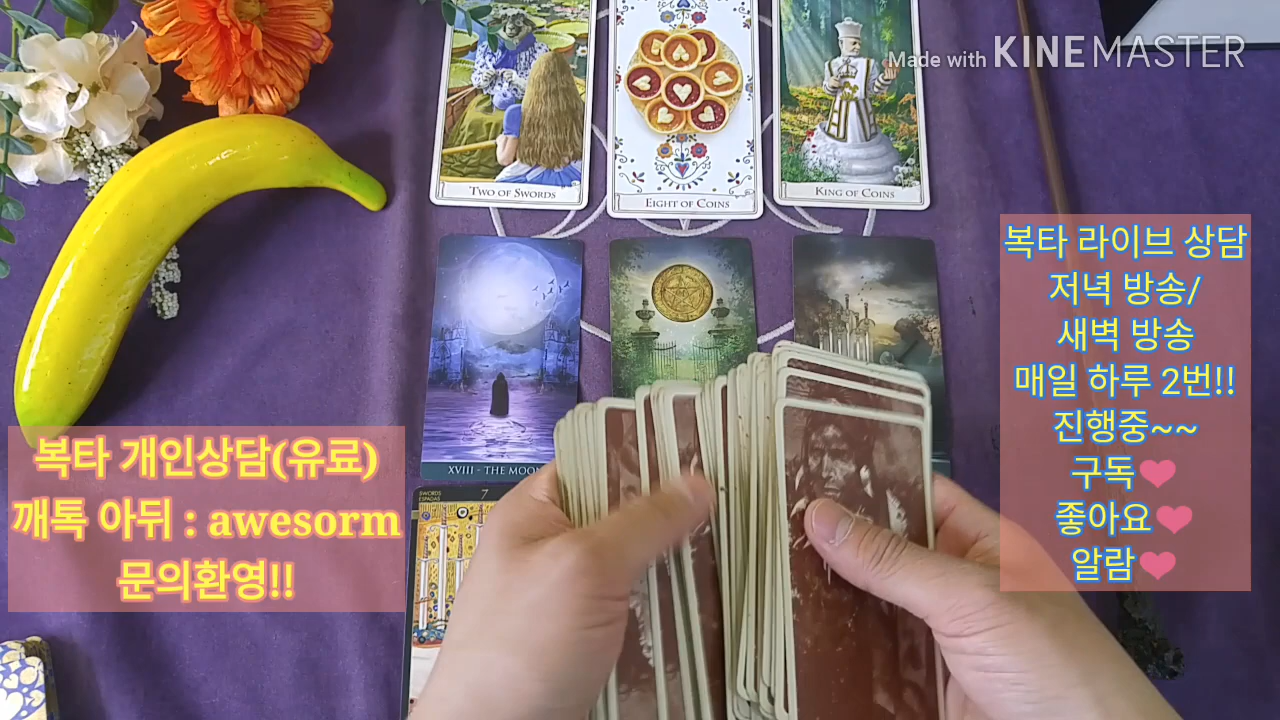 Made with KINEMASTER
TWO OF SWORDS
EIGHT OF COINS
KING OF COINS
복타 라이브 상담
저녁 방송/
새벽 방송
매일 하루 2번!!
진행중~~
구독❤
좋아요❤
알람❤
XVIII - THE MOON
복타 개인상담(유료)
깨톡 아뒤 : awesorm
문의환영!!
SWORDS
ESPADAS
7